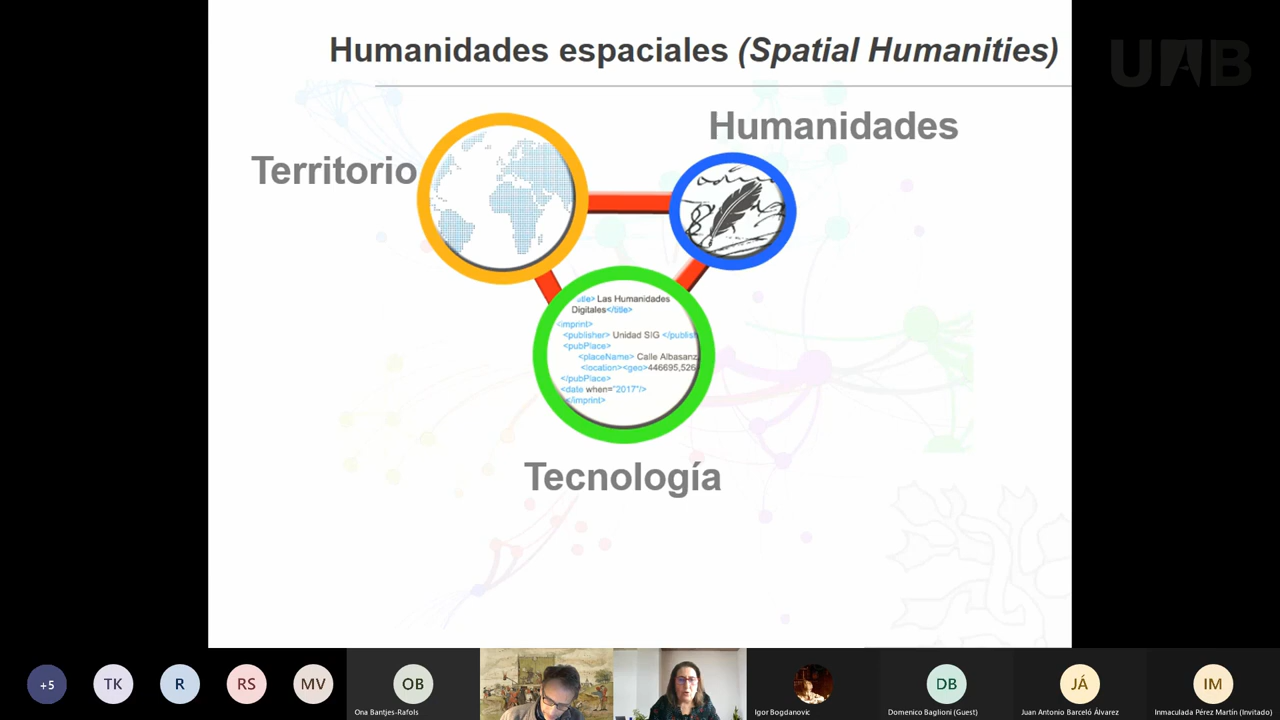 Humanidades espaciales (Spatial Humanities)
UAB
Humanidades
Territorio
title> Las Humanidades
Digitales</title>
<imprint>
<publisher> Unidad SIG </publish
<pubPlace>
<placeName> Calle Albasanz
<location><geo>446695,526
</pubPlace>
<date when="2017"/>
</imprint>
Tecnología
+5
TK
R
RS
MV
OB
DB
JÁ
IM
Ona Bantjes-Rafols
Igor Bogdanovic
Domenico Baglioni (Guest)
Juan Antonio Barceló Álvarez
Inmaculada Pérez Martín (Invitado)